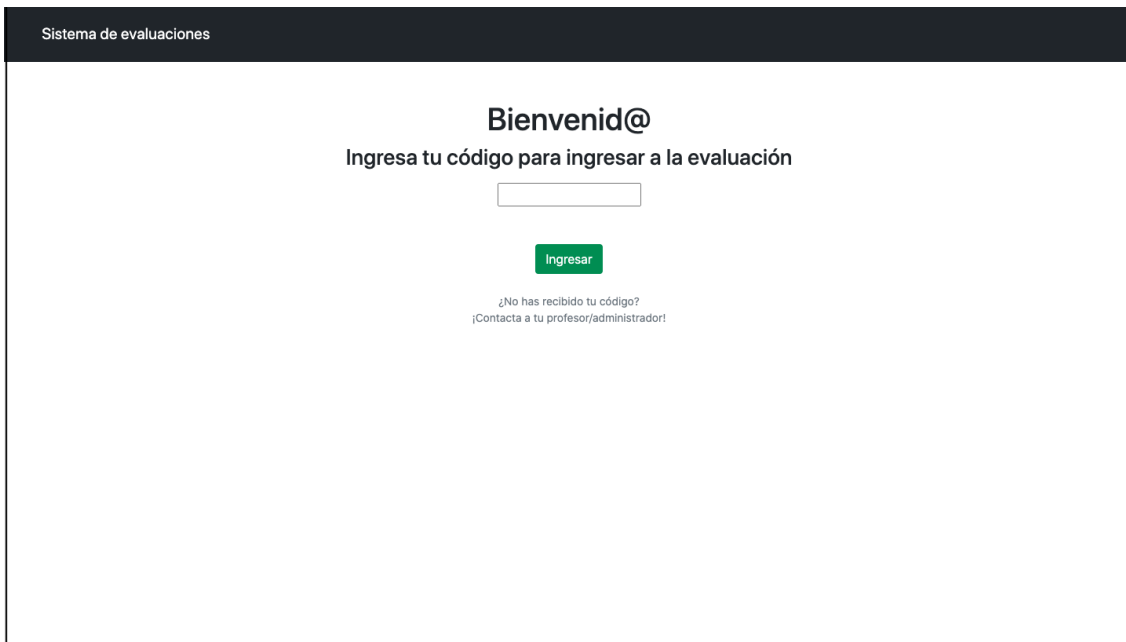 Sistema de evaluaciones
Bienvenid@
Ingresa tu código para ingresar a la evaluación
Ingresar
¿No has recibido tu código?
¡Contacta a tu profesor/administrador!